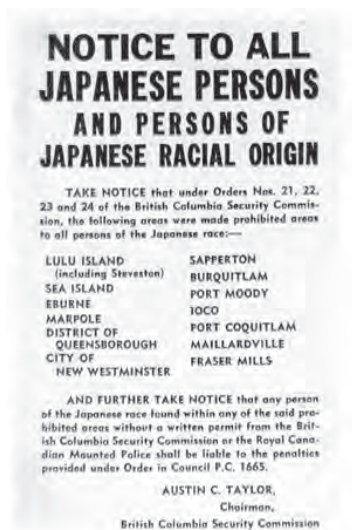 NOTICE TO ALL
JAPANESE PERSONS
AND PERSONS OF
JAPANESE RACIAL ORIGIN
TAKE NOTICE that under Orders Nos. 21, 22,
23 and 24 of the British Columbia Security Commis-
sion, the following areas were made prohibited areas
to all persons of the Japanese race:—
LULU ISLAND
(including Steveston)
SEA ISLAND
EBURNE
MARPOLE
DISTRICT OF
QUEENSBOROUGH
CITY OF
NEW WESTMINSTER
SAPPERTON
BURQUITLAM
PORT MOODY
IOCO
PORT COQUITLAM
MAILLARDVILLE
FRASER MILLS
AND FURTHER TAKE NOTICE that any person
of the Japanese race found within any of the said pro-
hibited areas without a written permit from the Brit-
ish Columbia Security Commission or the Royal Cana-
dian Mounted Police shall be liable to the penalties
provided under Order in Council P.C. 1665.
AUSTIN C. TAYLOR,
Chairman,
British Columbia Security Commission